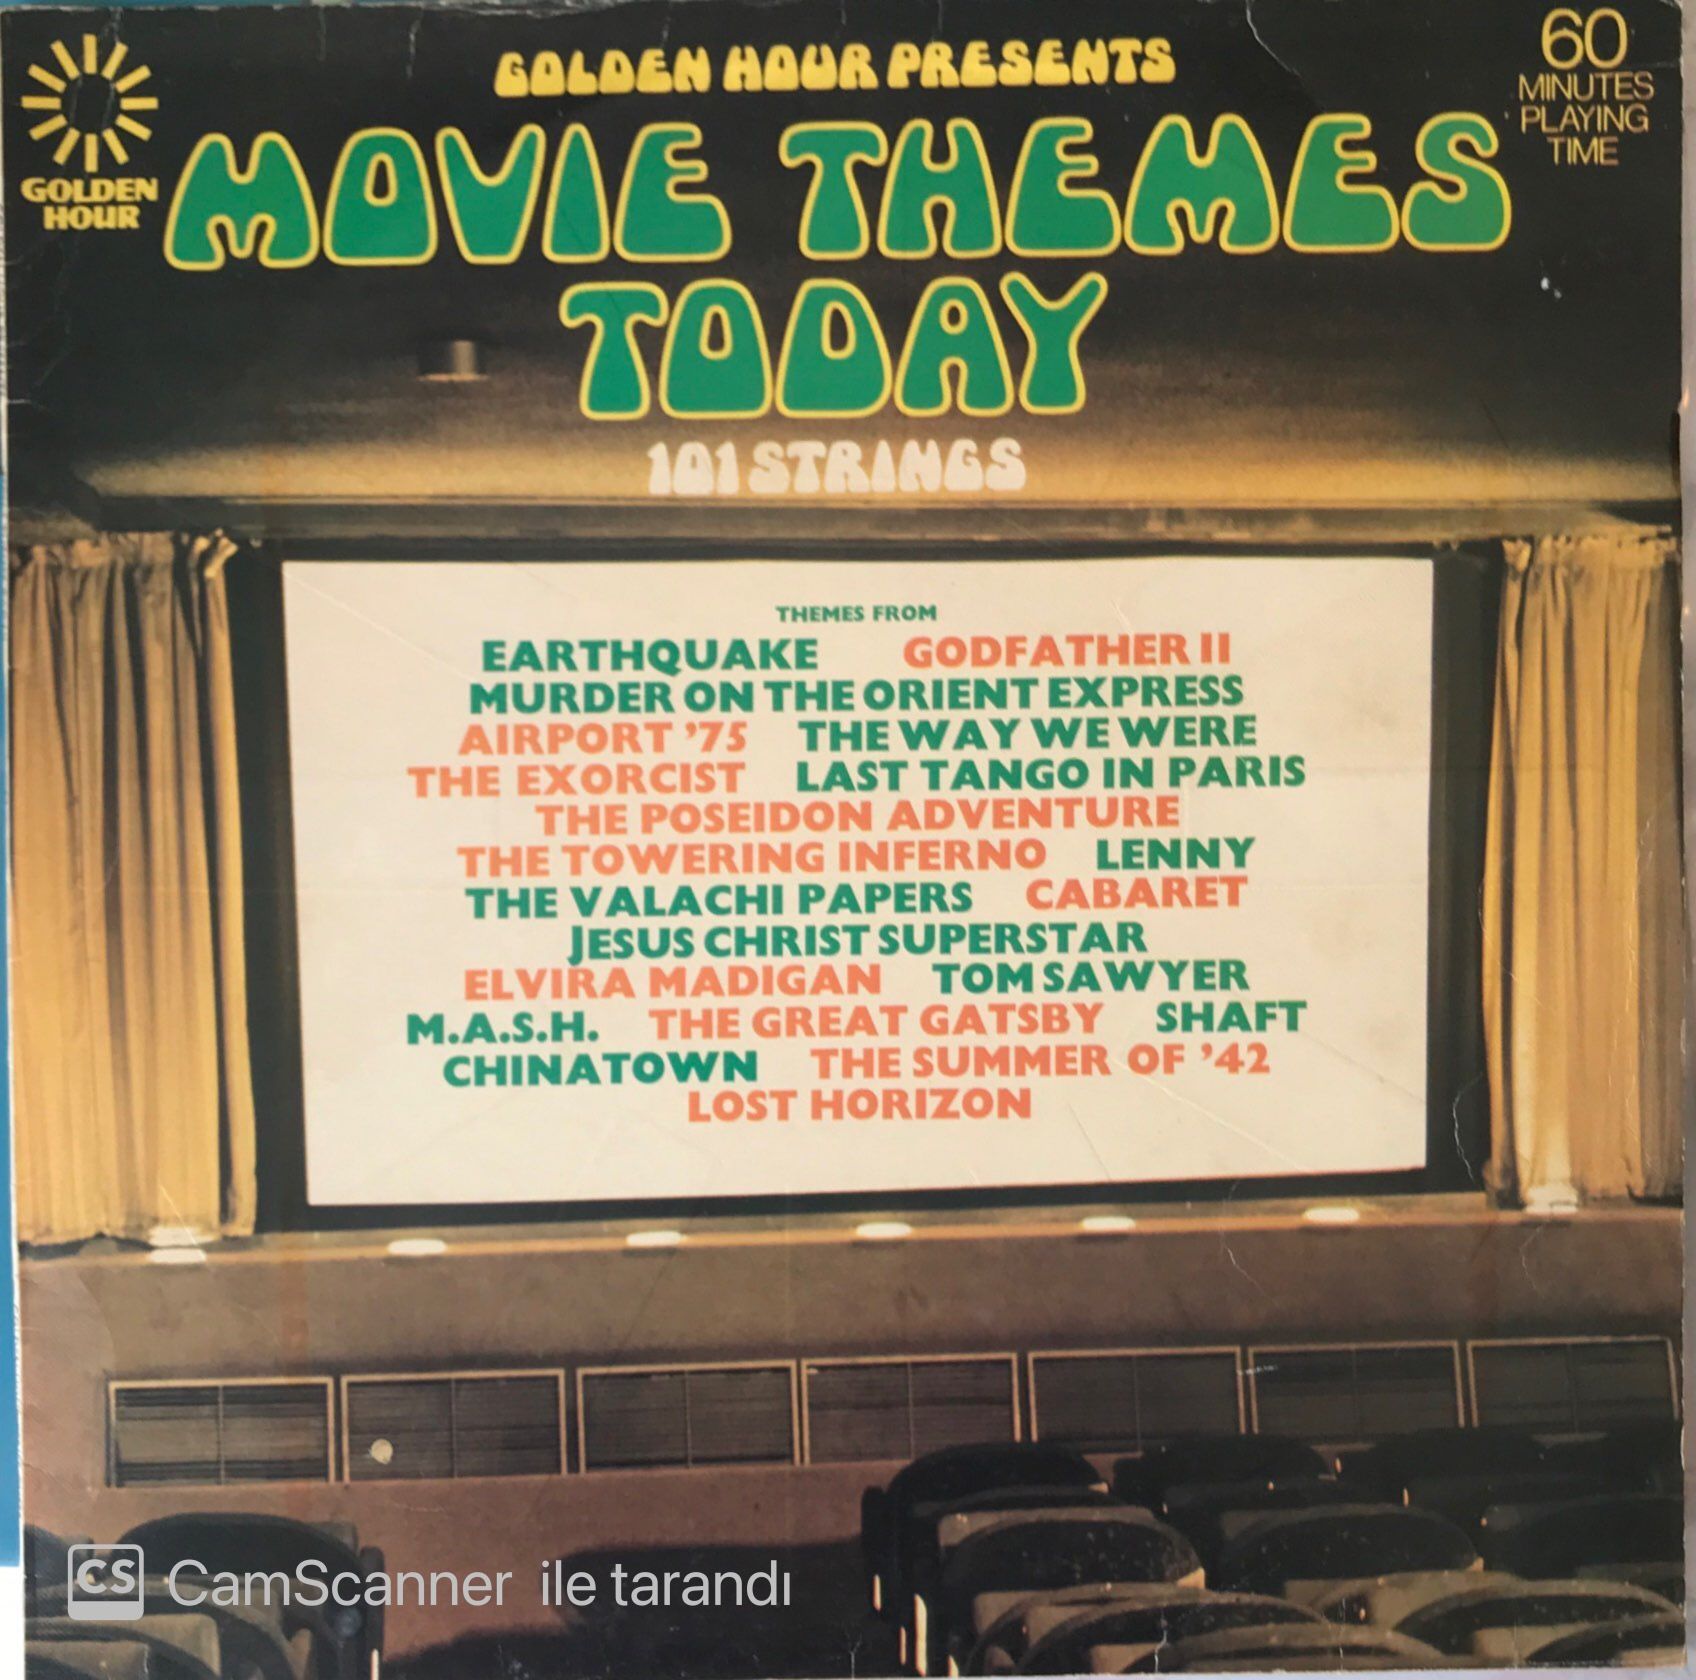 GOLDEN HOUR PRESENTS
60
MINUTES
PLAYING
TIME
GOLDEN
HOUR
MOVIE THEMES
TODAY
101 STRINGS
THEMES FROM
EARTHQUAKE GODFATHER II
MURDER ON THE ORIENT EXPRESS
AIRPORT '75 THE WAY WE WERE
THE EXORCIST LAST TANGO IN PARIS
THE POSEIDON ADVENTURE
THE TOWERING INFERNO LENNY
THE VALACHI PAPERS CABARET
JESUS CHRIST SUPERSTAR
ELVIRA MADIGAN TOM SAWYER
M.A.S.H. THE GREAT GATSBY SHAFT
CHINATOWN THE SUMMER OF '42
LOST HORIZON
CS CamScanner ile tarandı